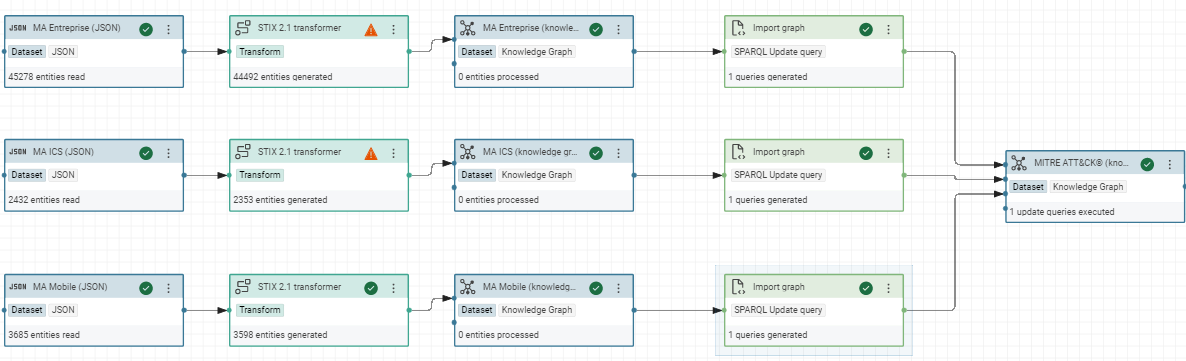 JSON MA Entreprise (JSON)
Dataset JSON
45278 entities read
STIX 2.1 transformer
Transform
44492 entities generated
MA Entreprise (knowle...
Dataset Knowledge Graph
0 entities processed
Import graph
SPARQL Update query
1 queries generated
JSON MA ICS (JSON)
Dataset JSON
2432 entities read
STIX 2.1 transformer
Transform
2353 entities generated
MA ICS (knowledge gr...
Dataset Knowledge Graph
0 entities processed
Import graph
SPARQL Update query
1 queries generated
MITRE ATT&CK® (kno...
Dataset Knowledge Graph
1 update queries executed
JSON MA Mobile (JSON)
Dataset JSON
3685 entities read
STIX 2.1 transformer
Transform
3598 entities generated
MA Mobile (knowledg...
Dataset Knowledge Graph
0 entities processed
Import graph
SPARQL Update query
1 queries generated